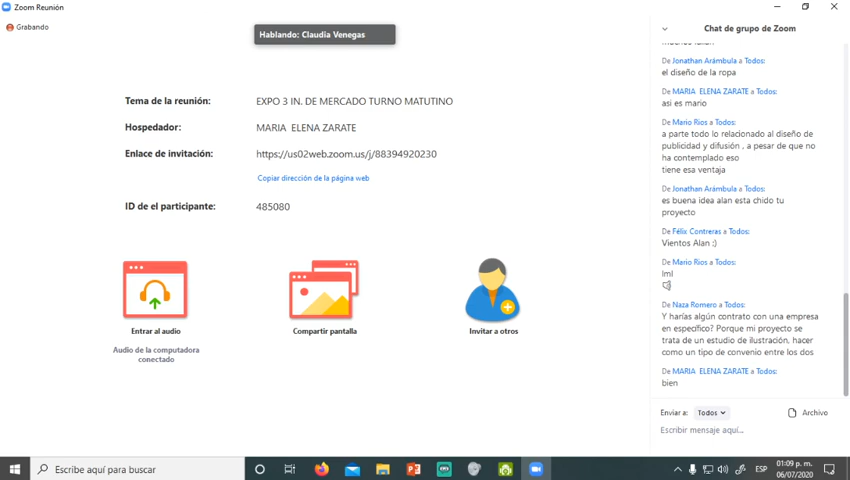 Zoom Reunión
Grabando
Hablando: Claudia Venegas
Tema de la reunión: EXPO 3 IN. DE MERCADO TURNO MATUTINO
Hospedador: MARIA ELENA ZARATE
Enlace de invitación: https://us02web.zoom.us/j/88394920230
Copiar dirección de la página web
ID de el participante: 485080
Entrar al audio
Audio de la computadora
conectado
Compartir pantalla
Invitar a otros
Chat de grupo de Zoom
De Jonathan Arámbula a Todos:
el diseño de la ropa
De MARIA ELENA ZARATE a Todos:
asi es mario
De Mario Rios a Todos:
a parte todo lo relacionado al diseño de
publicidad y difusión , a pesar de que no
ha contemplado eso
tiene esa ventaja
De Jonathan Arámbula a Todos:
es buena idea alan esta chido tu
proyecto
De Félix Contreras a Todos:
Vientos Alan ;)
De Mario Rios a Todos:
lml
De Naza Romero a Todos:
Y harías algún contrato con una empresa
en especifico? Porque mi proyecto se
trata de un estudio de ilustración, hacer
como un tipo de convenio entre los dos
De MARIA ELENA ZARATE a Todos:
bien
Enviar a: Todos
Archivo
Escribir mensaje aquí...
Escribe aquí para buscar
ESP
01:09 p. m.
06/07/2020